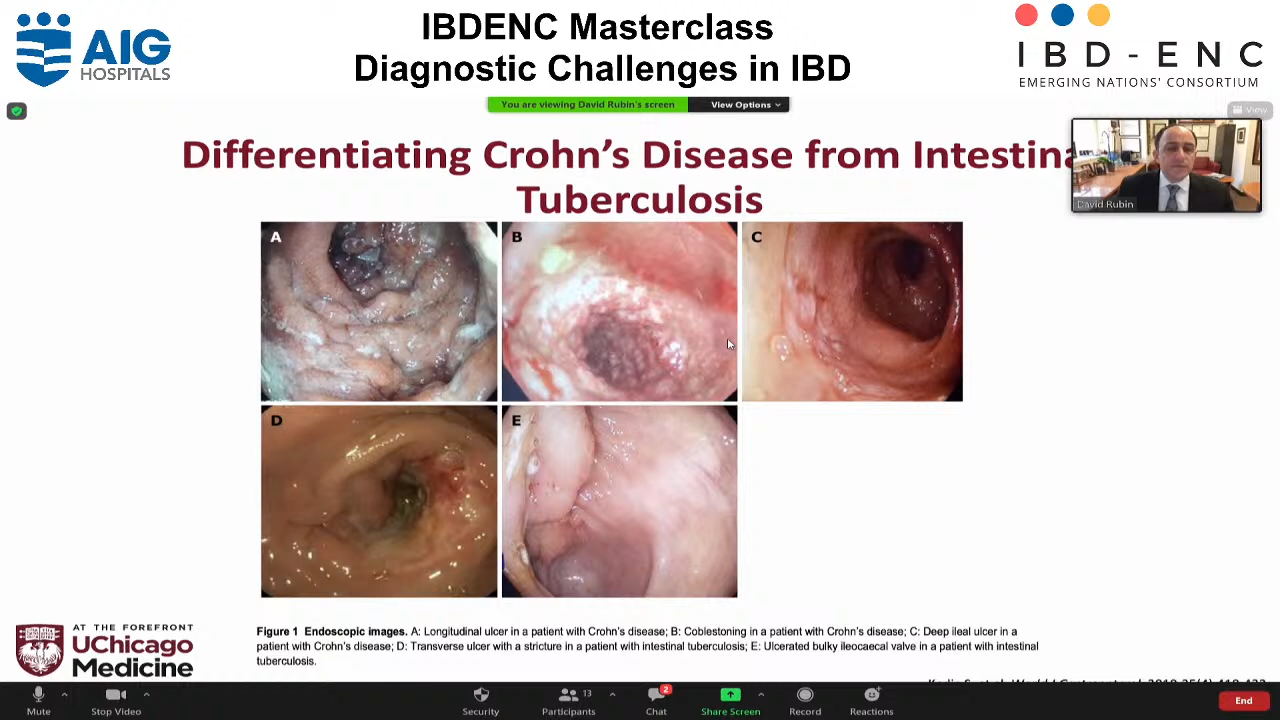 AIG
HOSPITALS
IBDENC Masterclass
Diagnostic Challenges in IBD
IBD-ENC
EMERGING NATIONS' CONSORTIUM
You are viewing David Rubin's screen
View Options
View
Differentiating Crohn's Disease from
Tuberculosis
David Rubin
A
B
C
D
E
AT THE FOREFRONT
UChicago
Medicine
Figure 1 Endoscopic images. A: Longitudinal ulcer in a patient with Crohn's disease; B: Coblestoning in a patient with Crohn's disease; C: Deep ileal ulcer in a
patient with Crohn's disease; D: Transverse ulcer with a stricture in a patient with intestinal tuberculosis; E: Ulcerated bulky ileocaecal valve in a patient with intestinal
tuberculosis.
Mute
Stop Video
Security
Participants
13
Chat
2
Share Screen
Record
Reactions
End